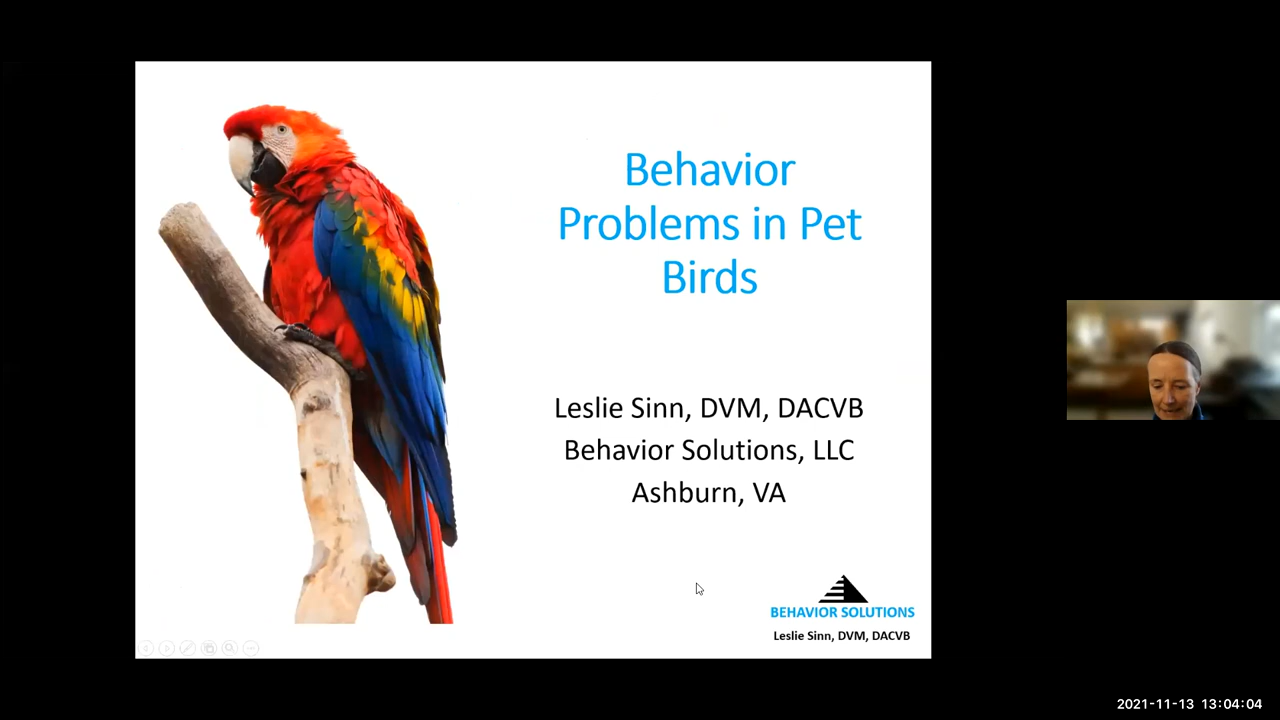 Behavior
Problems in Pet
Birds
Leslie Sinn, DVM, DACVB
Behavior Solutions, LLC
Ashburn, VA
BEHAVIOR SOLUTIONS
Leslie Sinn, DVM, DACVB
2021-11-13 13:04:04